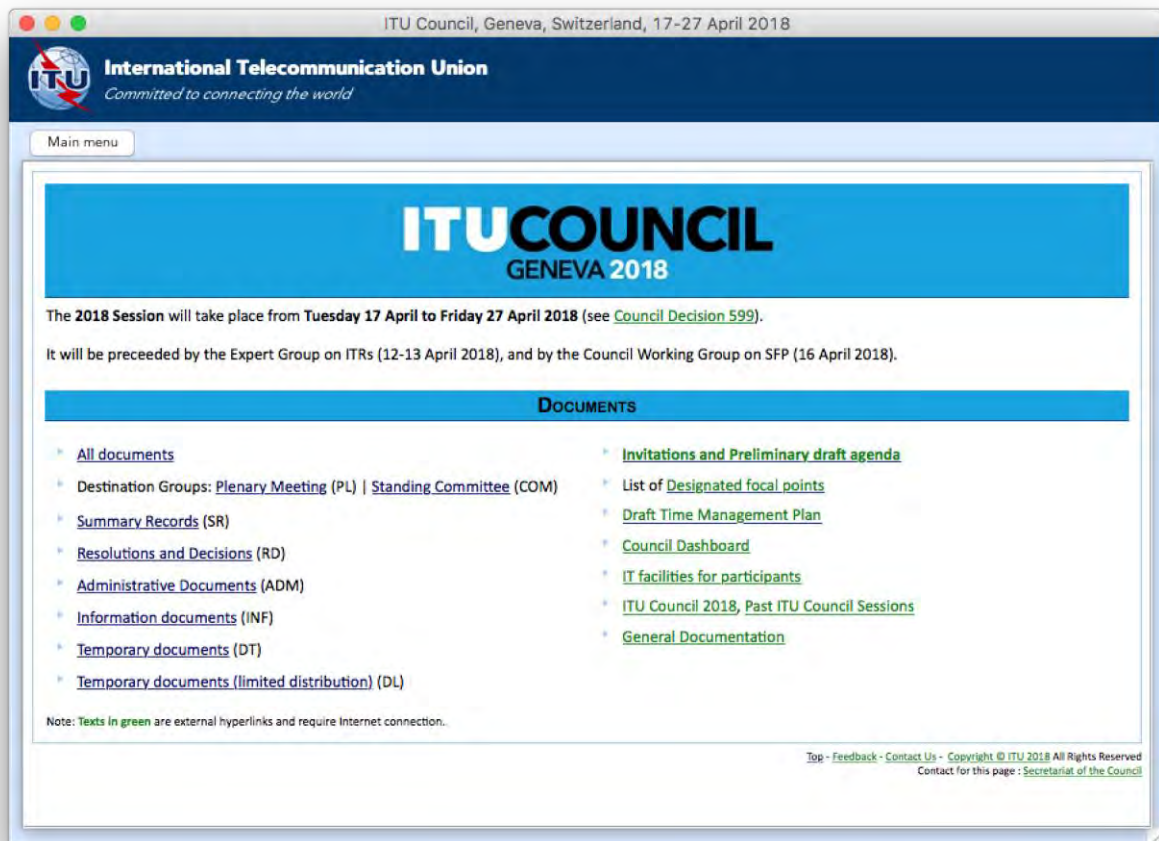 ITU Council, Geneva, Switzerland, 17-27 April 2018
ITU
International Telecommunication Union
Committed to connecting the world
Main menu
ITUCOUNCIL
GENEVA 2018
The 2018 Session will take place from Tuesday 17 April to Friday 27 April 2018 (see Council Decision 599).
It will be preceeded by the Expert Group on ITRs (12-13 April 2018), and by the Council Working Group on SFP (16 April 2018).
DOCUMENTS
All documents
Destination Groups: Plenary Meeting (PL) | Standing Committee (COM)
Summary Records (SR)
Resolutions and Decisions (RD)
Administrative Documents (ADM)
Information documents (INF)
Temporary documents (DT)
Temporary documents (limited distribution) (DL)
Invitations and Preliminary draft agenda
List of Designated focal points
Draft Time Management Plan
Council Dashboard
IT facilities for participants
ITU Council 2018, Past ITU Council Sessions
General Documentation
Note: Texts in green are external hyperlinks and require Internet connection.
Top - Feedback - Contact Us - Copyright © ITU 2018 All Rights Reserved
Contact for this page : Secretariat of the Council